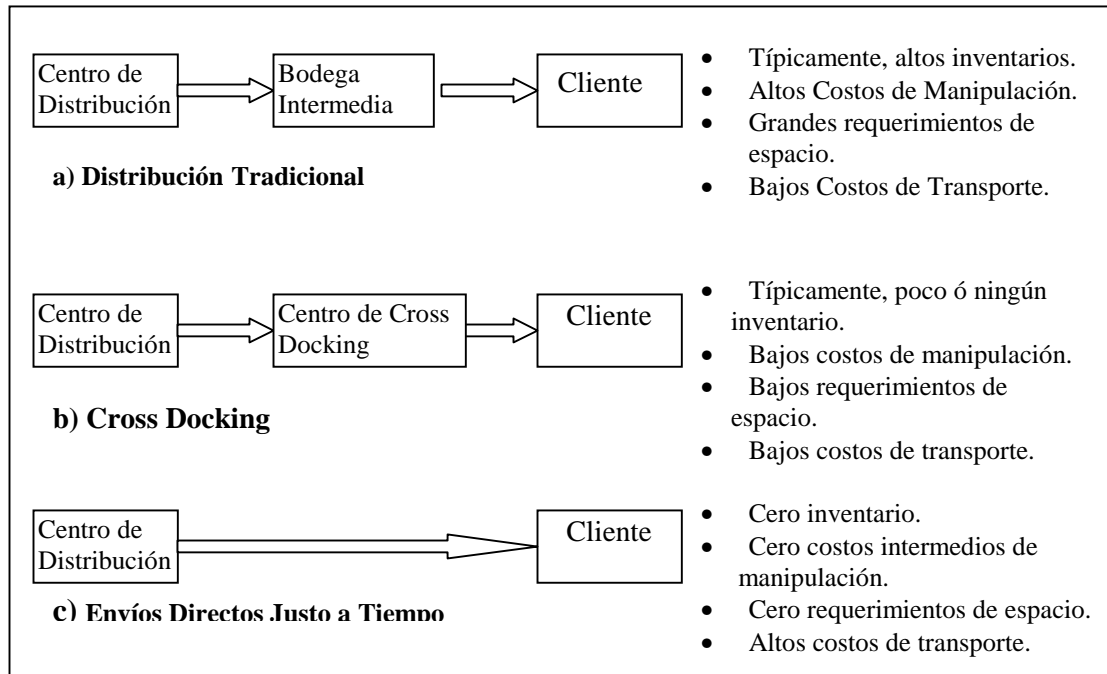 Centro de
Distribución
Bodega
Intermedia
Cliente
a) Distribución Tradicional
• Típicamente, altos inventarios.
• Altos Costos de Manipulación.
• Grandes requerimientos de
espacio.
• Bajos Costos de Transporte.
Centro de
Distribución
Centro de Cross
Docking
Cliente
b) Cross Docking
• Típicamente, poco ó ningún
inventario.
• Bajos costos de manipulación.
• Bajos requerimientos de
espacio.
• Bajos costos de transporte.
Centro de
Distribución
Cliente
c) Envíos Directos Justo a Tiempo
• Cero inventario.
• Cero costos intermedios de
manipulación.
• Cero requerimientos de espacio.
• Altos costos de transporte.